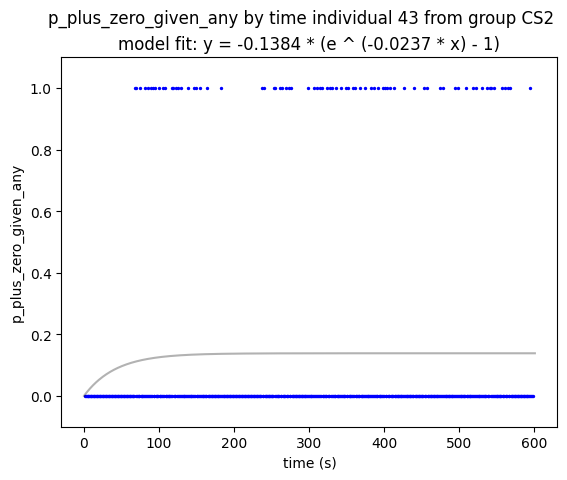 p_plus_zero_given_any by time individual 43 from group CS2
model fit: y = -0.1384 * (e ^ (-0.0237 * x) - 1)
1.0
0.8
0.6
0.4
0.2
0.0
p_plus_zero_given_any
0 100 200 300 400 500 600
time (s)